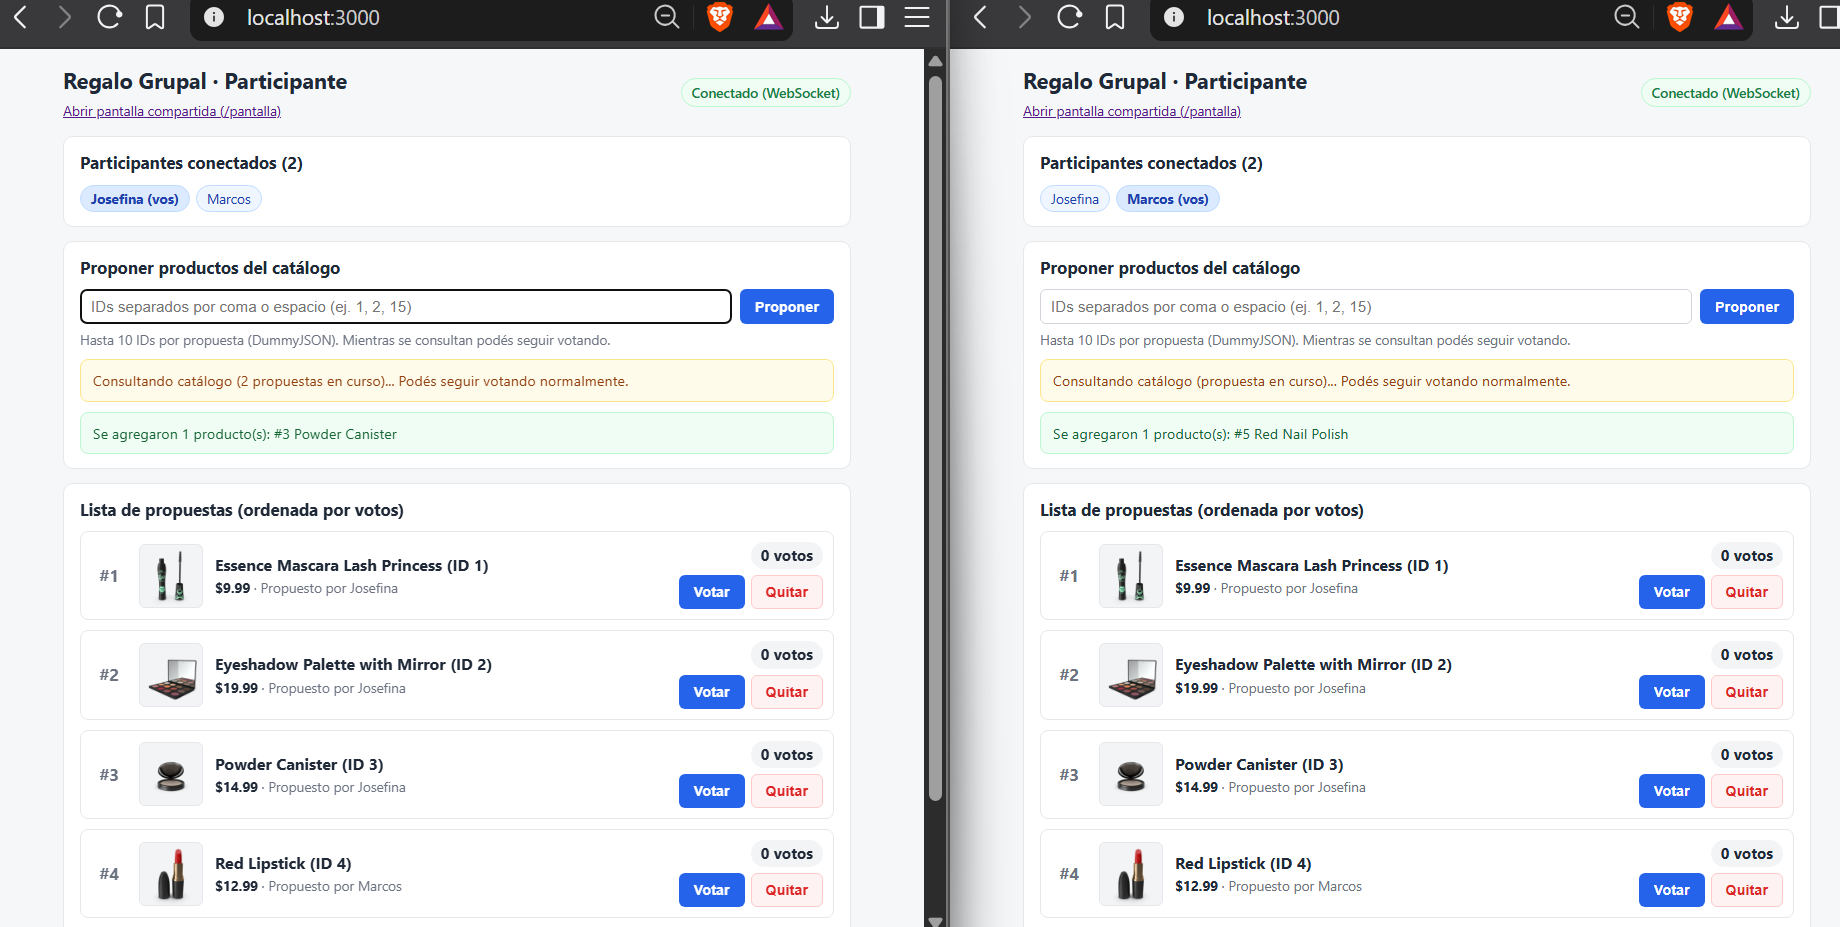 localhost:3000
Regalo Grupal · Participante
Abrir pantalla compartida (/pantalla)
Conectado (WebSocket)
Participantes conectados (2)
Josefina (vos)
Marcos
Proponer productos del catálogo
IDs separados por coma o espacio (ej. 1, 2, 15)
Proponer
Hasta 10 IDs por propuesta (DummyJSON). Mientras se consultan podés seguir votando.
Consultando catálogo (2 propuestas en curso)... Podés seguir votando normalmente.
Se agregaron 1 producto(s): #3 Powder Canister
Lista de propuestas (ordenada por votos)
#1
Essence Mascara Lash Princess (ID 1)
$9.99 · Propuesto por Josefina
0 votos
Votar
Quitar
#2
Eyeshadow Palette with Mirror (ID 2)
$19.99 · Propuesto por Josefina
0 votos
Votar
Quitar
#3
Powder Canister (ID 3)
$14.99 · Propuesto por Josefina
0 votos
Votar
Quitar
#4
Red Lipstick (ID 4)
$12.99 · Propuesto por Marcos
0 votos
Votar
Quitar
localhost:3000
Regalo Grupal · Participante
Abrir pantalla compartida (/pantalla)
Conectado (WebSocket)
Participantes conectados (2)
Josefina
Marcos (vos)
Proponer productos del catálogo
IDs separados por coma o espacio (ej. 1, 2, 15)
Proponer
Hasta 10 IDs por propuesta (DummyJSON). Mientras se consultan podés seguir votando.
Consultando catálogo (propuesta en curso)... Podés seguir votando normalmente.
Se agregaron 1 producto(s): #5 Red Nail Polish
Lista de propuestas (ordenada por votos)
#1
Essence Mascara Lash Princess (ID 1)
$9.99 · Propuesto por Josefina
0 votos
Votar
Quitar
#2
Eyeshadow Palette with Mirror (ID 2)
$19.99 · Propuesto por Josefina
0 votos
Votar
Quitar
#3
Powder Canister (ID 3)
$14.99 · Propuesto por Josefina
0 votos
Votar
Quitar
#4
Red Lipstick (ID 4)
$12.99 · Propuesto por Marcos
0 votos
Votar
Quitar